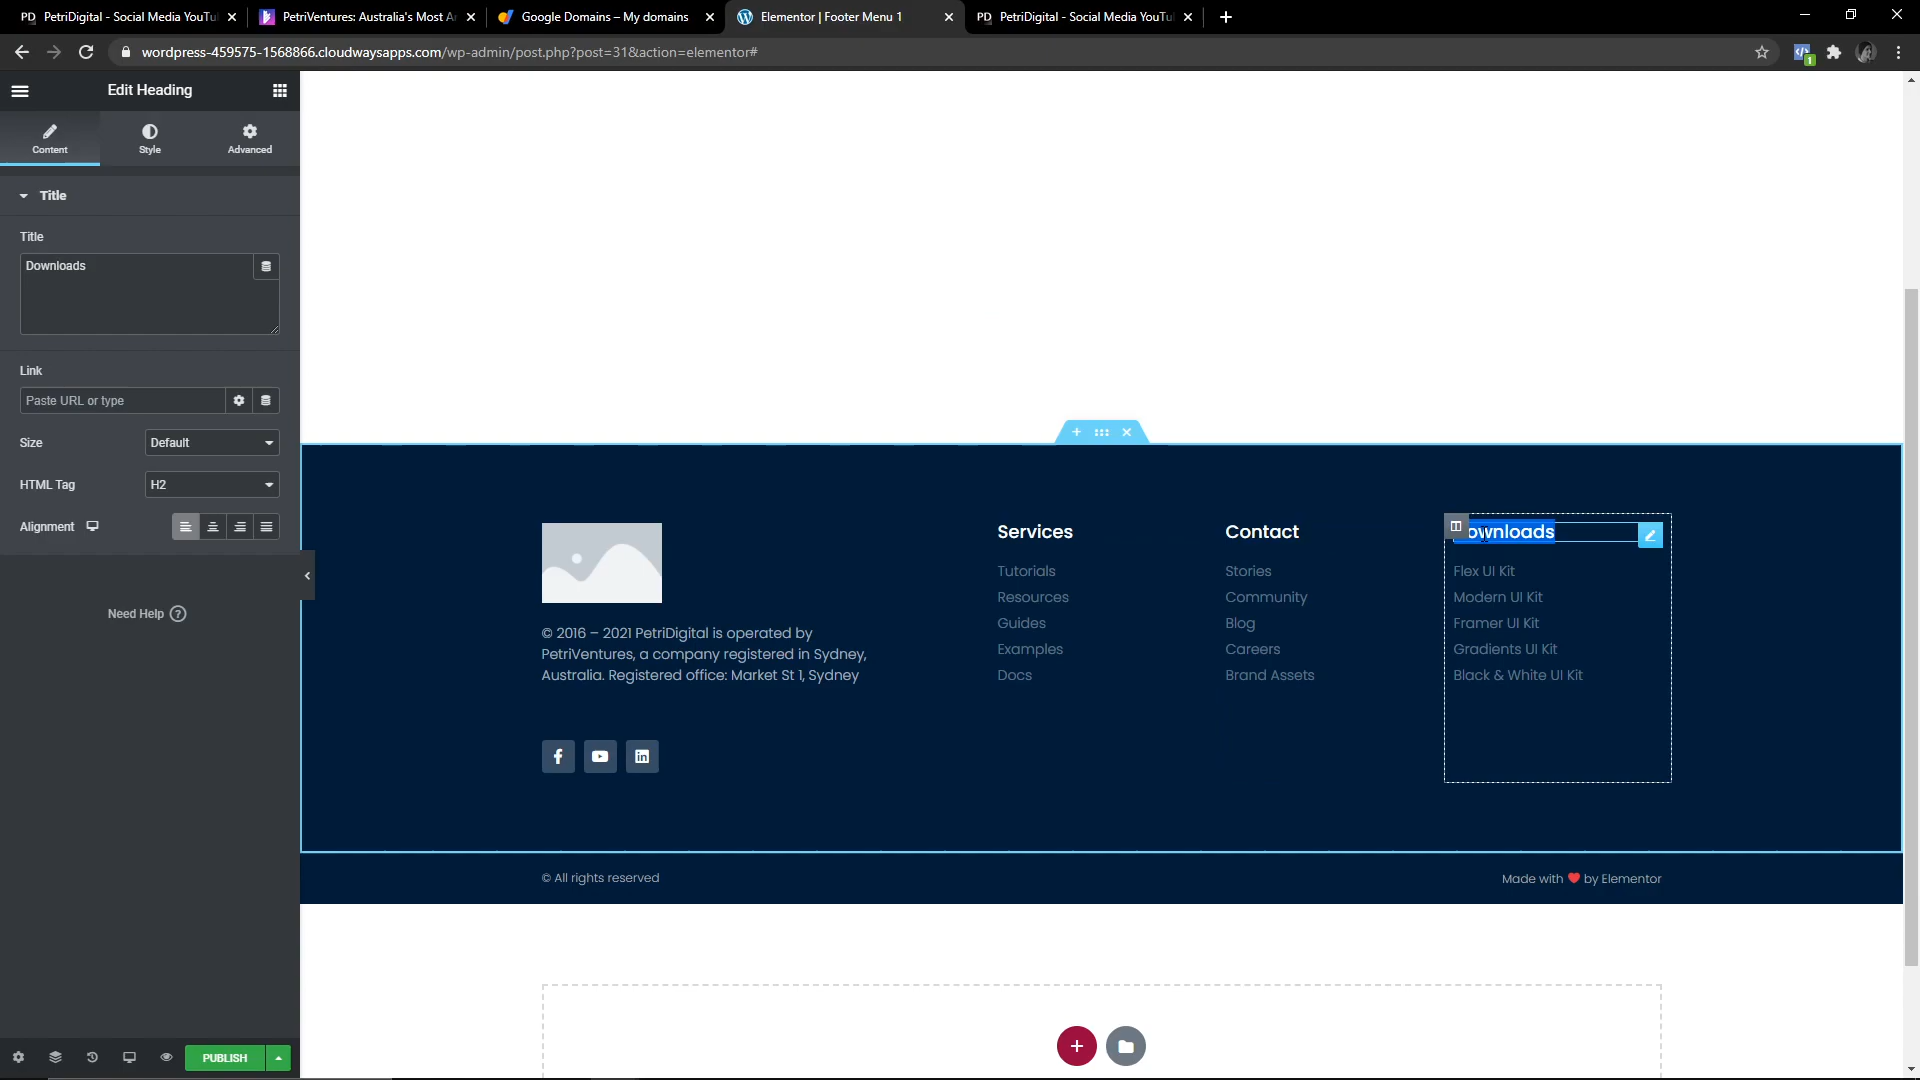 PetriDigital - Social Media YouTu
PetriVentures: Australia's Most A
Google Domains – My domains
Elementor | Footer Menu 1
PD PetriDigital - Social Media YouTu
wordpress-459575-1568866.cloudwaysapps.com/wp-admin/post.php?post=31&action=elementor#
1
Edit Heading
Content
Style
Advanced
Title
Title
Downloads
Link
Paste URL or type
Size
Default
HTML Tag
H2
Alignment
Need Help ?
PUBLISH
Services
Tutorials
Resources
Guides
Examples
Docs
Contact
Stories
Community
Blog
Careers
Brand Assets
Downloads
Flex UI Kit
Modern UI Kit
Framer UI Kit
Gradients UI Kit
Black & White UI Kit
© 2016 – 2021 PetriDigital is operated by
PetriVentures, a company registered in Sydney,
Australia. Registered office: Market St 1, Sydney
© All rights reserved
Made with ❤ by Elementor